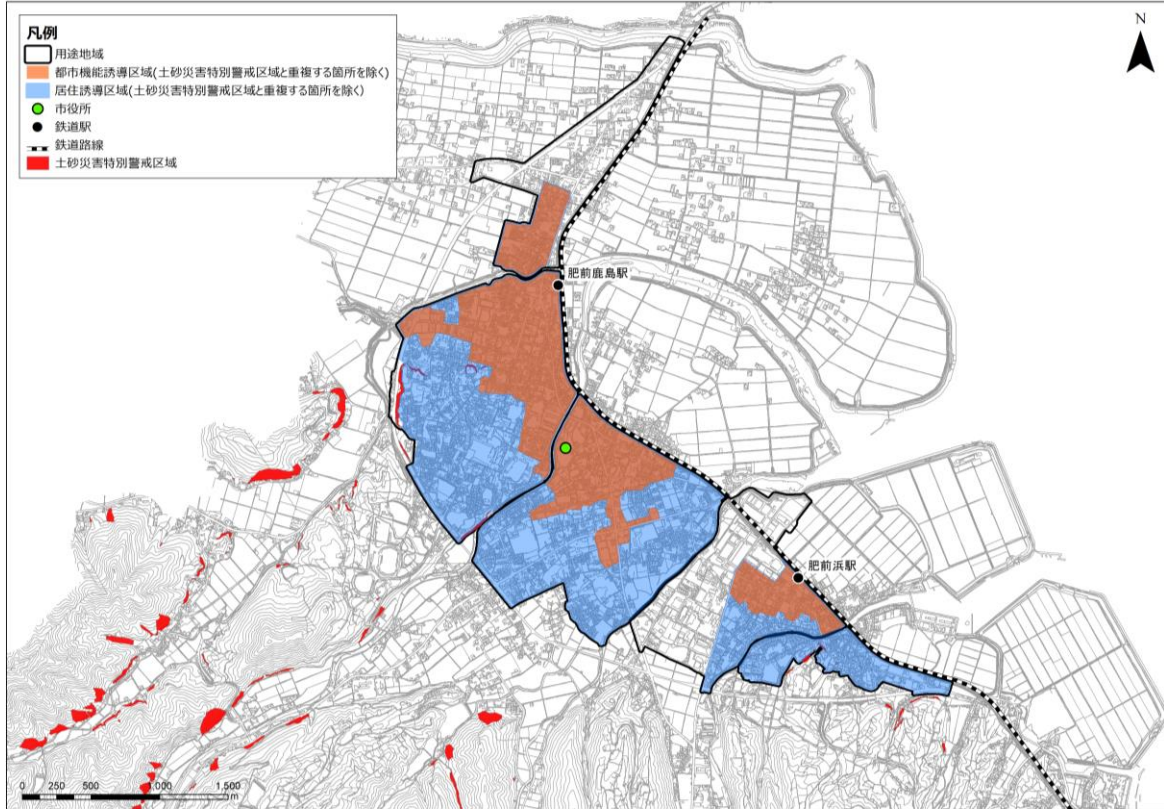 凡例
用途地域
都市機能誘導区域(土砂災害特別警戒区域と重複する箇所を除く)
居住誘導区域(土砂災害特別警戒区域と重複する箇所を除く)
市役所
鉄道駅
鉄道路線
土砂災害特別警戒区域
N
肥前鹿島駅
肥前浜駅
0 250 500 1,000 1,500
m